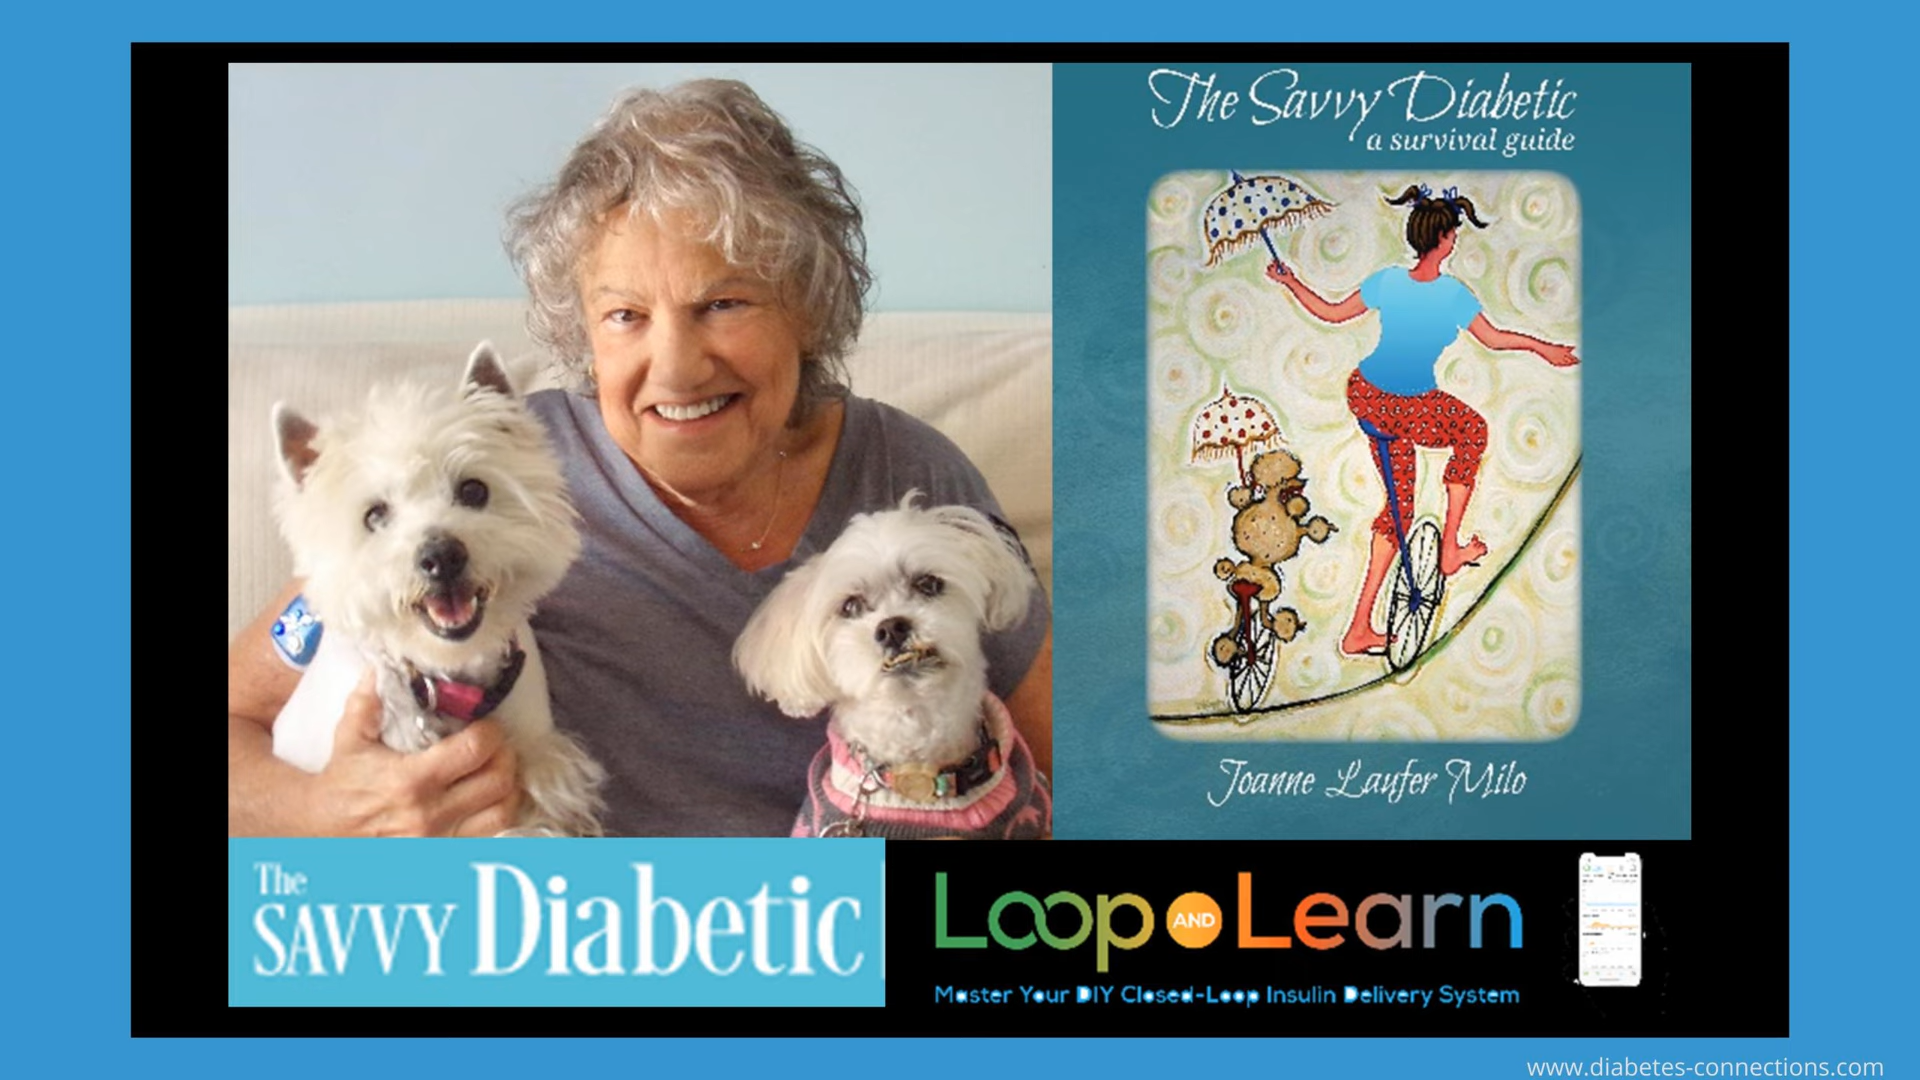 The Savvy Diabetic
a survival guide
Joanne Laufer Milo
The
SAVVY Diabetic
Loop AND Learn
Master Your DIY Closed-Loop Insulin Delivery System
www.diabetes-connections.com